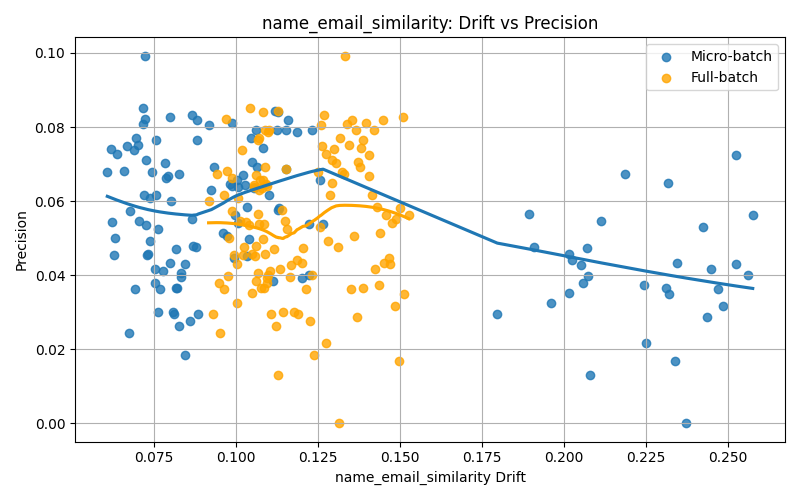 name_email_similarity: Drift vs Precision
Micro-batch
Full-batch
Precision
0.10
0.08
0.06
0.04
0.02
0.00
0.075
0.100
0.125
0.150
0.175
0.200
0.225
0.250
name_email_similarity Drift